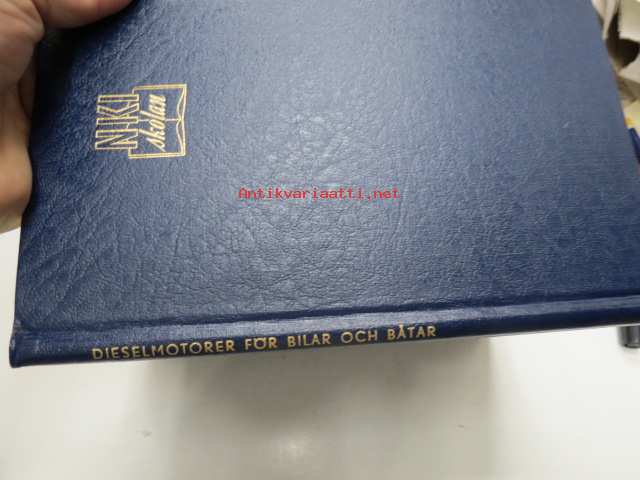 NKI
skolan
Antikvariaatti.net
DIESELMOTORER FÖR BILAR OCH BÅTAR